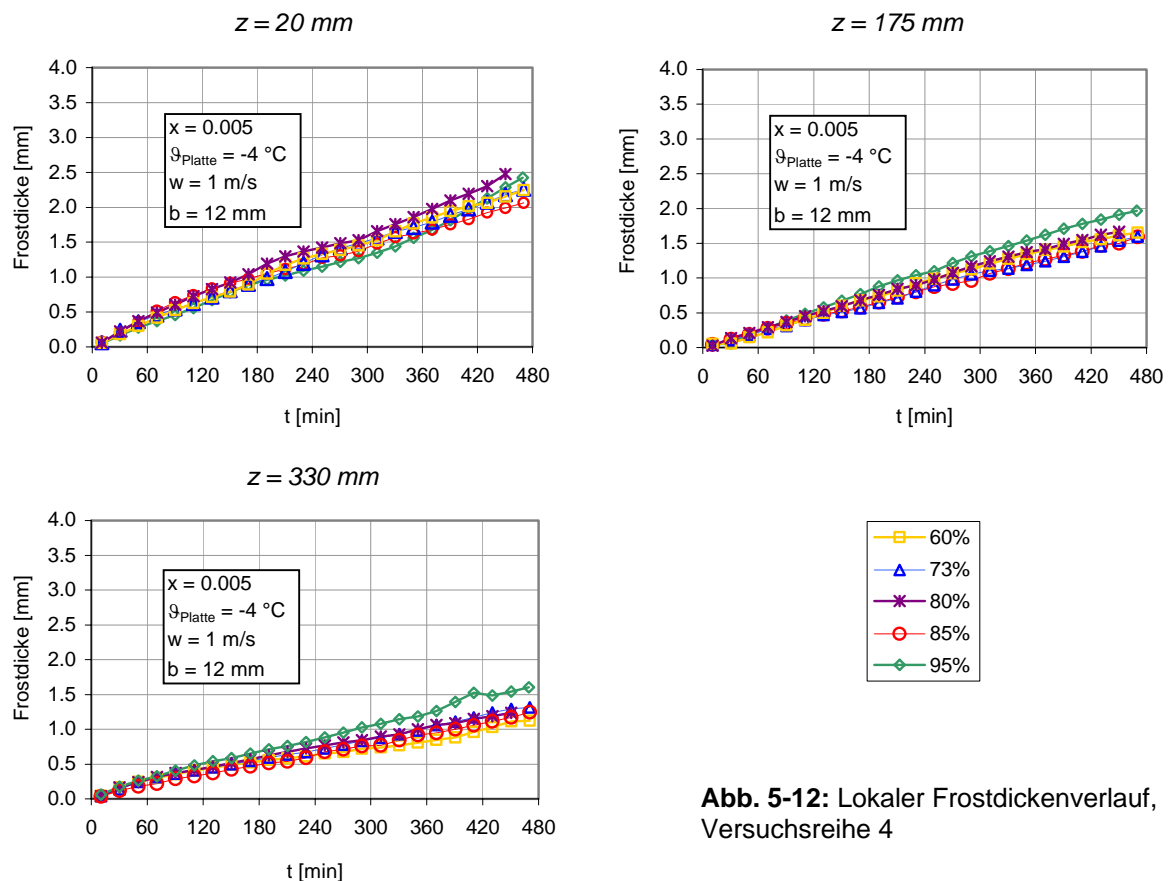 z = 20 mm
4.0
3.5
3.0
2.5
2.0
1.5
1.0
0.5
0.0
Frostdicke [mm]
x = 0.005
ϑPlatte = -4 °C
w = 1 m/s
b = 12 mm
0 60 120 180 240 300 360 420 480
t [min]
z = 175 mm
4.0
3.5
3.0
2.5
2.0
1.5
1.0
0.5
0.0
Frostdicke [mm]
x = 0.005
ϑPlatte = -4 °C
w = 1 m/s
b = 12 mm
0 60 120 180 240 300 360 420 480
t [min]
z = 330 mm
4.0
3.5
3.0
2.5
2.0
1.5
1.0
0.5
0.0
Frostdicke [mm]
x = 0.005
ϑPlatte = -4 °C
w = 1 m/s
b = 12 mm
0 60 120 180 240 300 360 420 480
t [min]
60%
73%
80%
85%
95%
Abb. 5-12: Lokaler Frostdickenverlauf,
Versuchsreihe 4